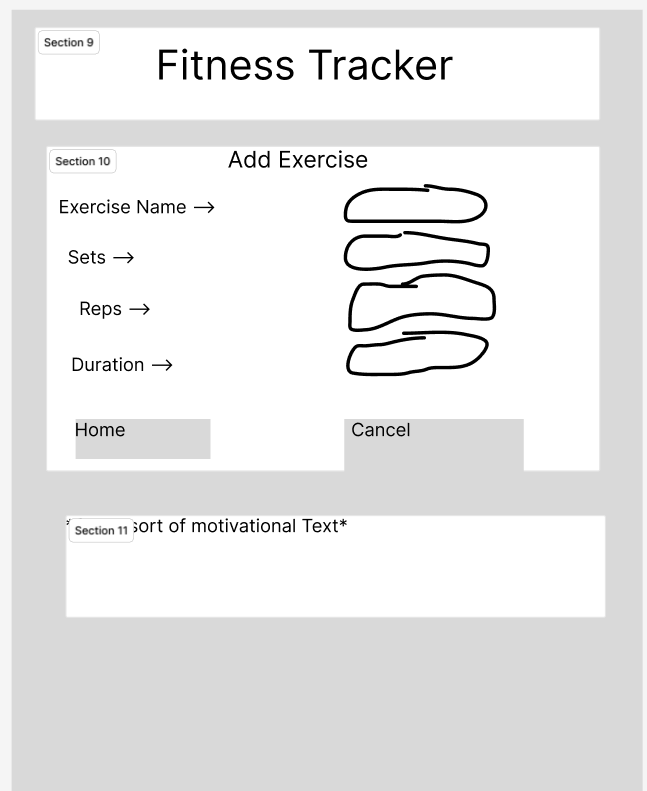 Section 9
Fitness Tracker
Section 10
Add Exercise
Exercise Name →
Sets →
Reps →
Duration →
Home
Cancel
Section 11
sort of motivational Text*